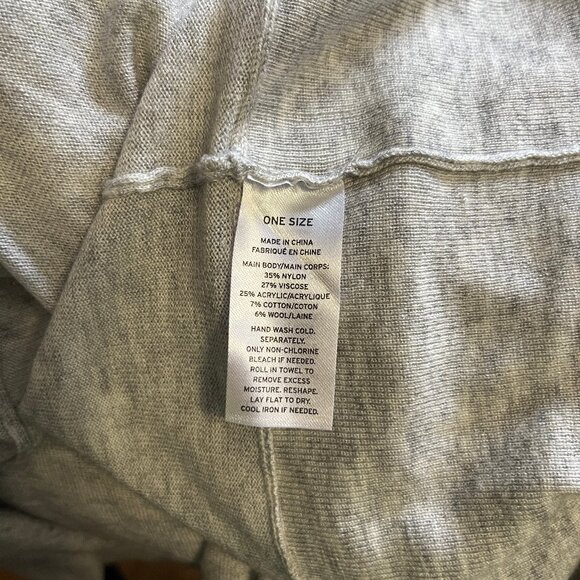 ONE SIZE
MADE IN CHINA
FABRIQUÉ EN CHINE
MAIN BODY/MAIN CORPS:
35% NYLON
27% VISCOSE
25% ACRYLIC/ACRYLIQUE
7% COTTON/COTON
6% WOOL/LAINE
HAND WASH COLD.
SEPARATELY.
ONLY NON-CHLORINE
BLEACH IF NEEDED.
ROLL IN TOWEL TO
REMOVE EXCESS
MOISTURE. RESHAPE.
LAY FLAT TO DRY.
COOL IRON IF NEEDED.